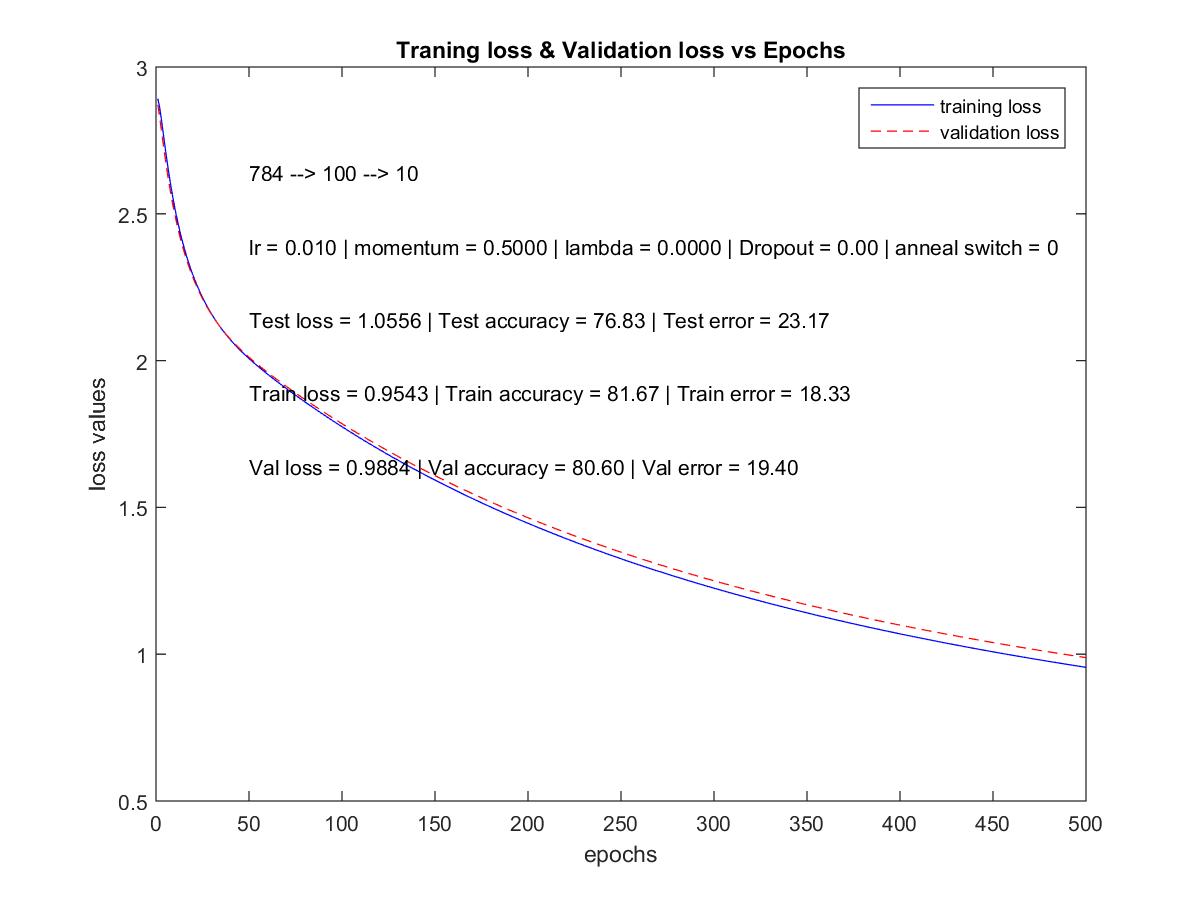 Traning loss & Validation loss vs Epochs
training loss
validation loss
784 --> 100 --> 10
lr = 0.010 | momentum = 0.5000 | lambda = 0.0000 | Dropout = 0.00 | anneal switch = 0
Test loss = 1.0556 | Test accuracy = 76.83 | Test error = 23.17
Train loss = 0.9543 | Train accuracy = 81.67 | Train error = 18.33
Val loss = 0.9884 | Val accuracy = 80.60 | Val error = 19.40
loss values
3
2.5
2
1.5
1
0.5
0 50 100 150 200 250 300 350 400 450 500
epochs